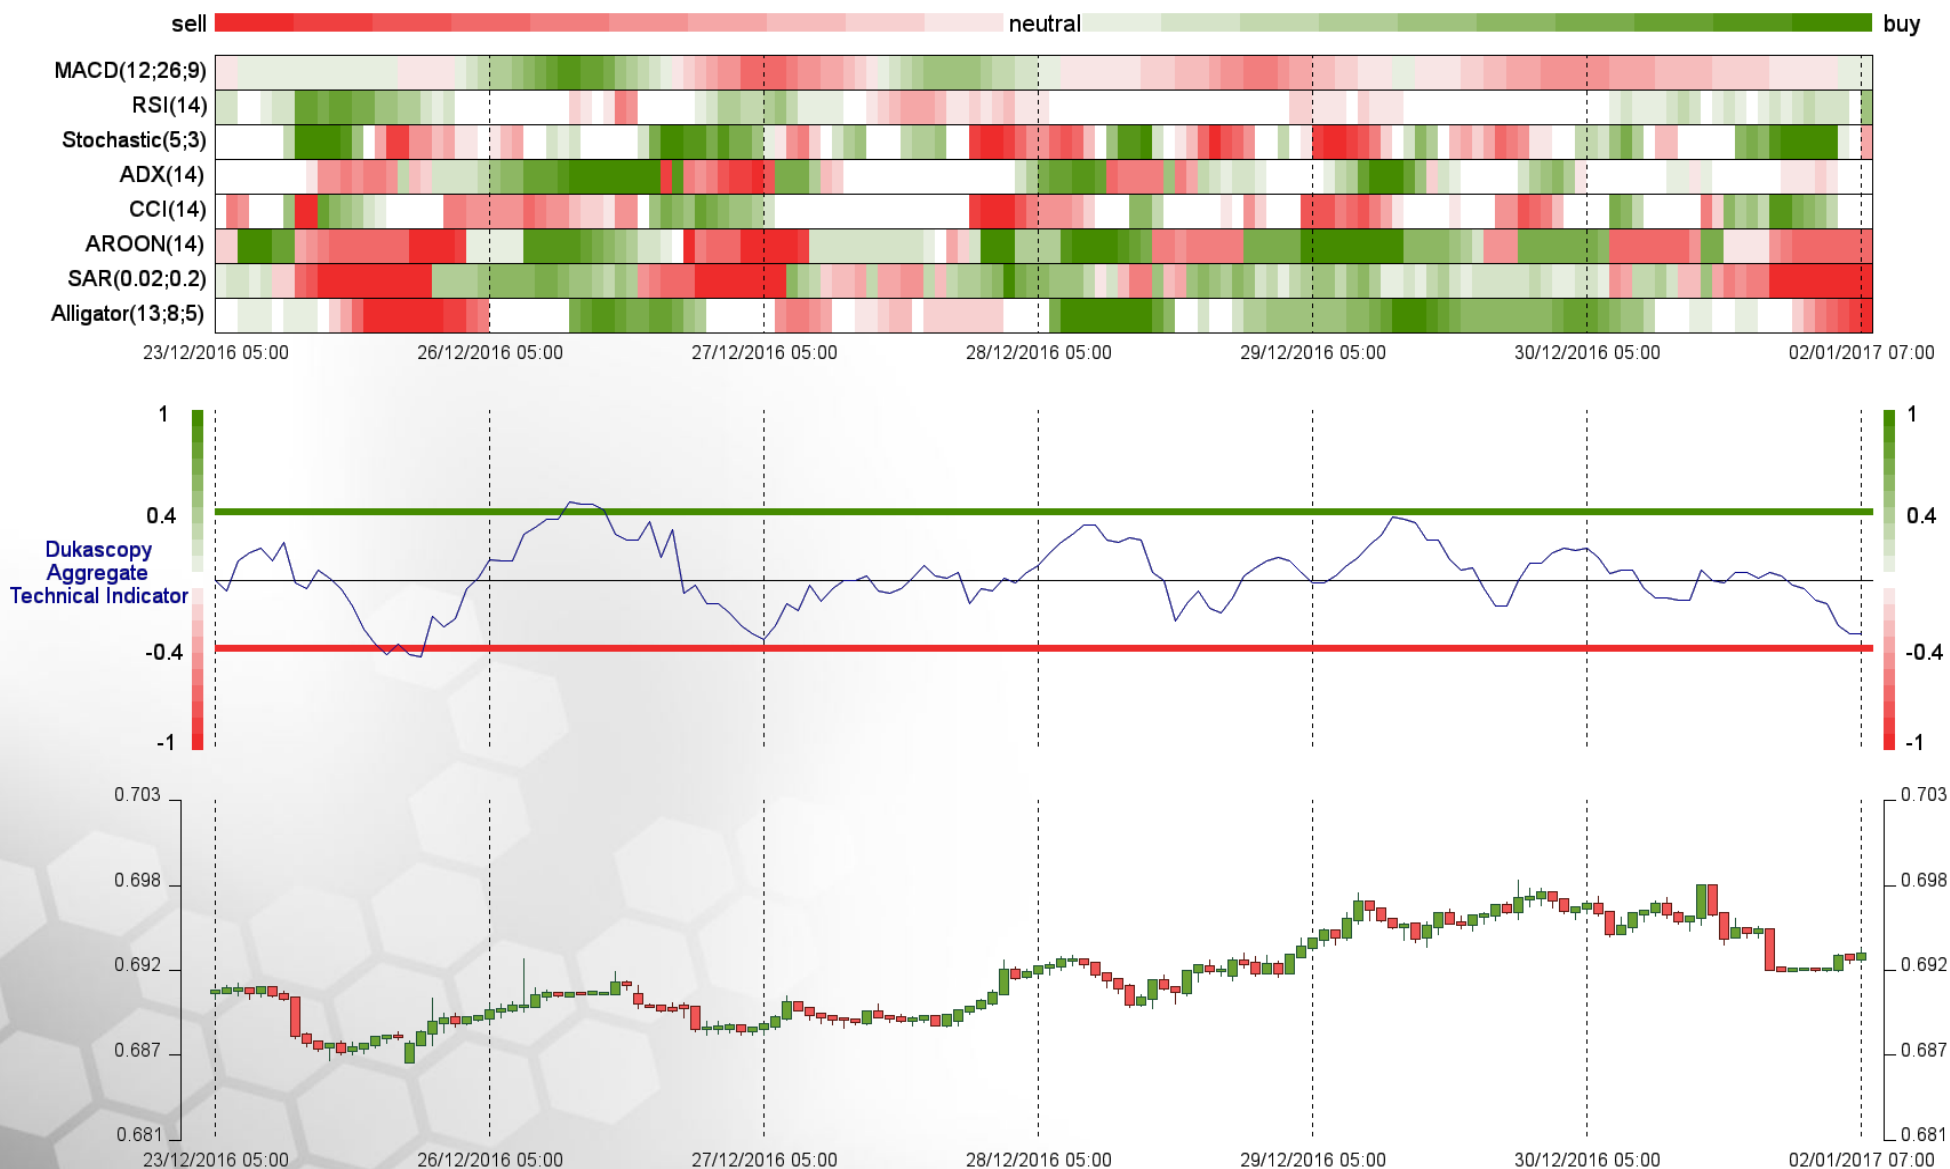 sell neutral buy
MACD(12;26;9)
RSI(14)
Stochastic(5;3)
ADX(14)
CCI(14)
AROON(14)
SAR(0.02;0.2)
Alligator(13;8;5)
23/12/2016 05:00 26/12/2016 05:00 27/12/2016 05:00 28/12/2016 05:00 29/12/2016 05:00 30/12/2016 05:00 02/01/2017 07:00
1 1
0.4 0.4
Dukascopy
Aggregate
Technical Indicator
-0.4 -0.4
-1 -1
0.703 0.703
0.698 0.698
0.692 0.692
0.687 0.687
0.681 0.681
23/12/2016 05:00 26/12/2016 05:00 27/12/2016 05:00 28/12/2016 05:00 29/12/2016 05:00 30/12/2016 05:00 02/01/2017 07:00